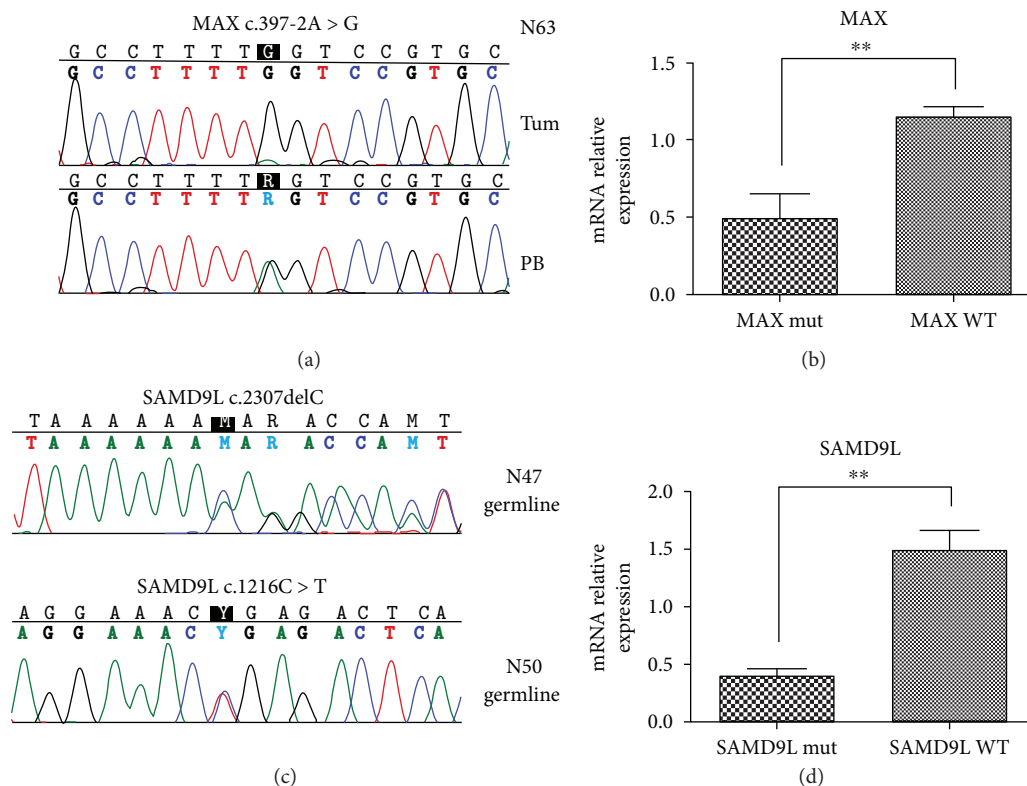 MAX c.397-2A > G
N63
G C C T T T T G G T C C G T G C
G C C T T T T G G T C C G T G C
Tum
G C C T T T T R G T C C G T G C
G C C T T T T R G T C C G T G C
PB
(a)
MAX
**
1.5
1.0
0.5
0.0
mRNA relative
expression
MAX mut
MAX WT
(b)
SAMD9L c.2307delC
T A A A A A A M A R A C C A M T
T A A A A A A M A R A C C A M T
N47
germline
SAMD9L c.1216C > T
A G G A A A C Y G A G A C T C A
A G G A A A C Y G A G A C T C A
N50
germline
(c)
SAMD9L
**
2.0
1.5
1.0
0.5
0.0
mRNA relative
expression
SAMD9L mut
SAMD9L WT
(d)